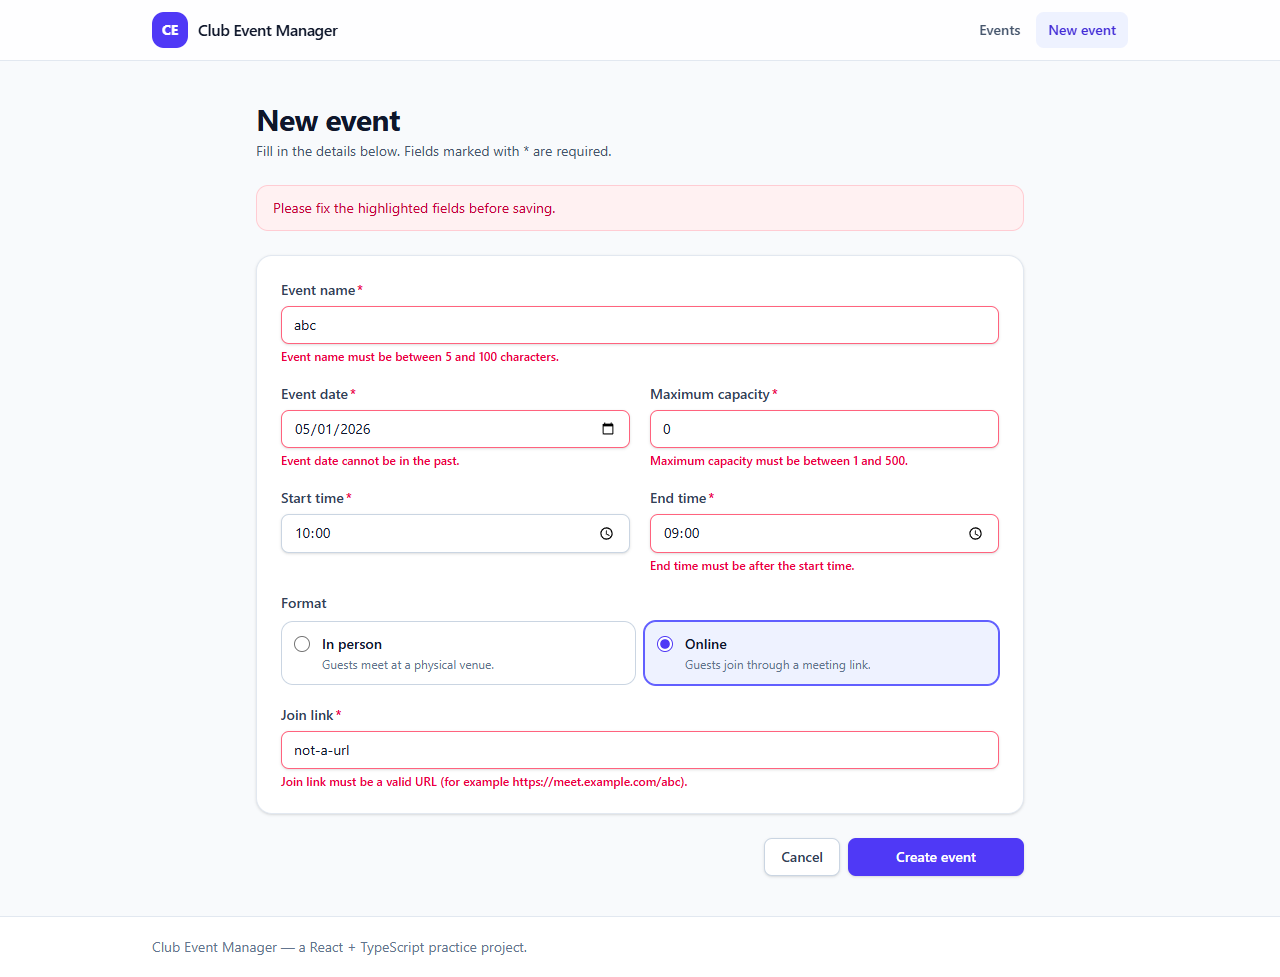 CE Club Event Manager Events New event
New event
Fill in the details below. Fields marked with * are required.
Please fix the highlighted fields before saving.
Event name*
abc
Event name must be between 5 and 100 characters.
Event date* Maximum capacity*
05/01/2026 0
Event date cannot be in the past. Maximum capacity must be between 1 and 500.
Start time* End time*
10:00 09:00
End time must be after the start time.
Format
In person Online
Guests meet at a physical venue. Guests join through a meeting link.
Join link*
not-a-url
Join link must be a valid URL (for example https://meet.example.com/abc).
Cancel Create event
Club Event Manager — a React + TypeScript practice project.